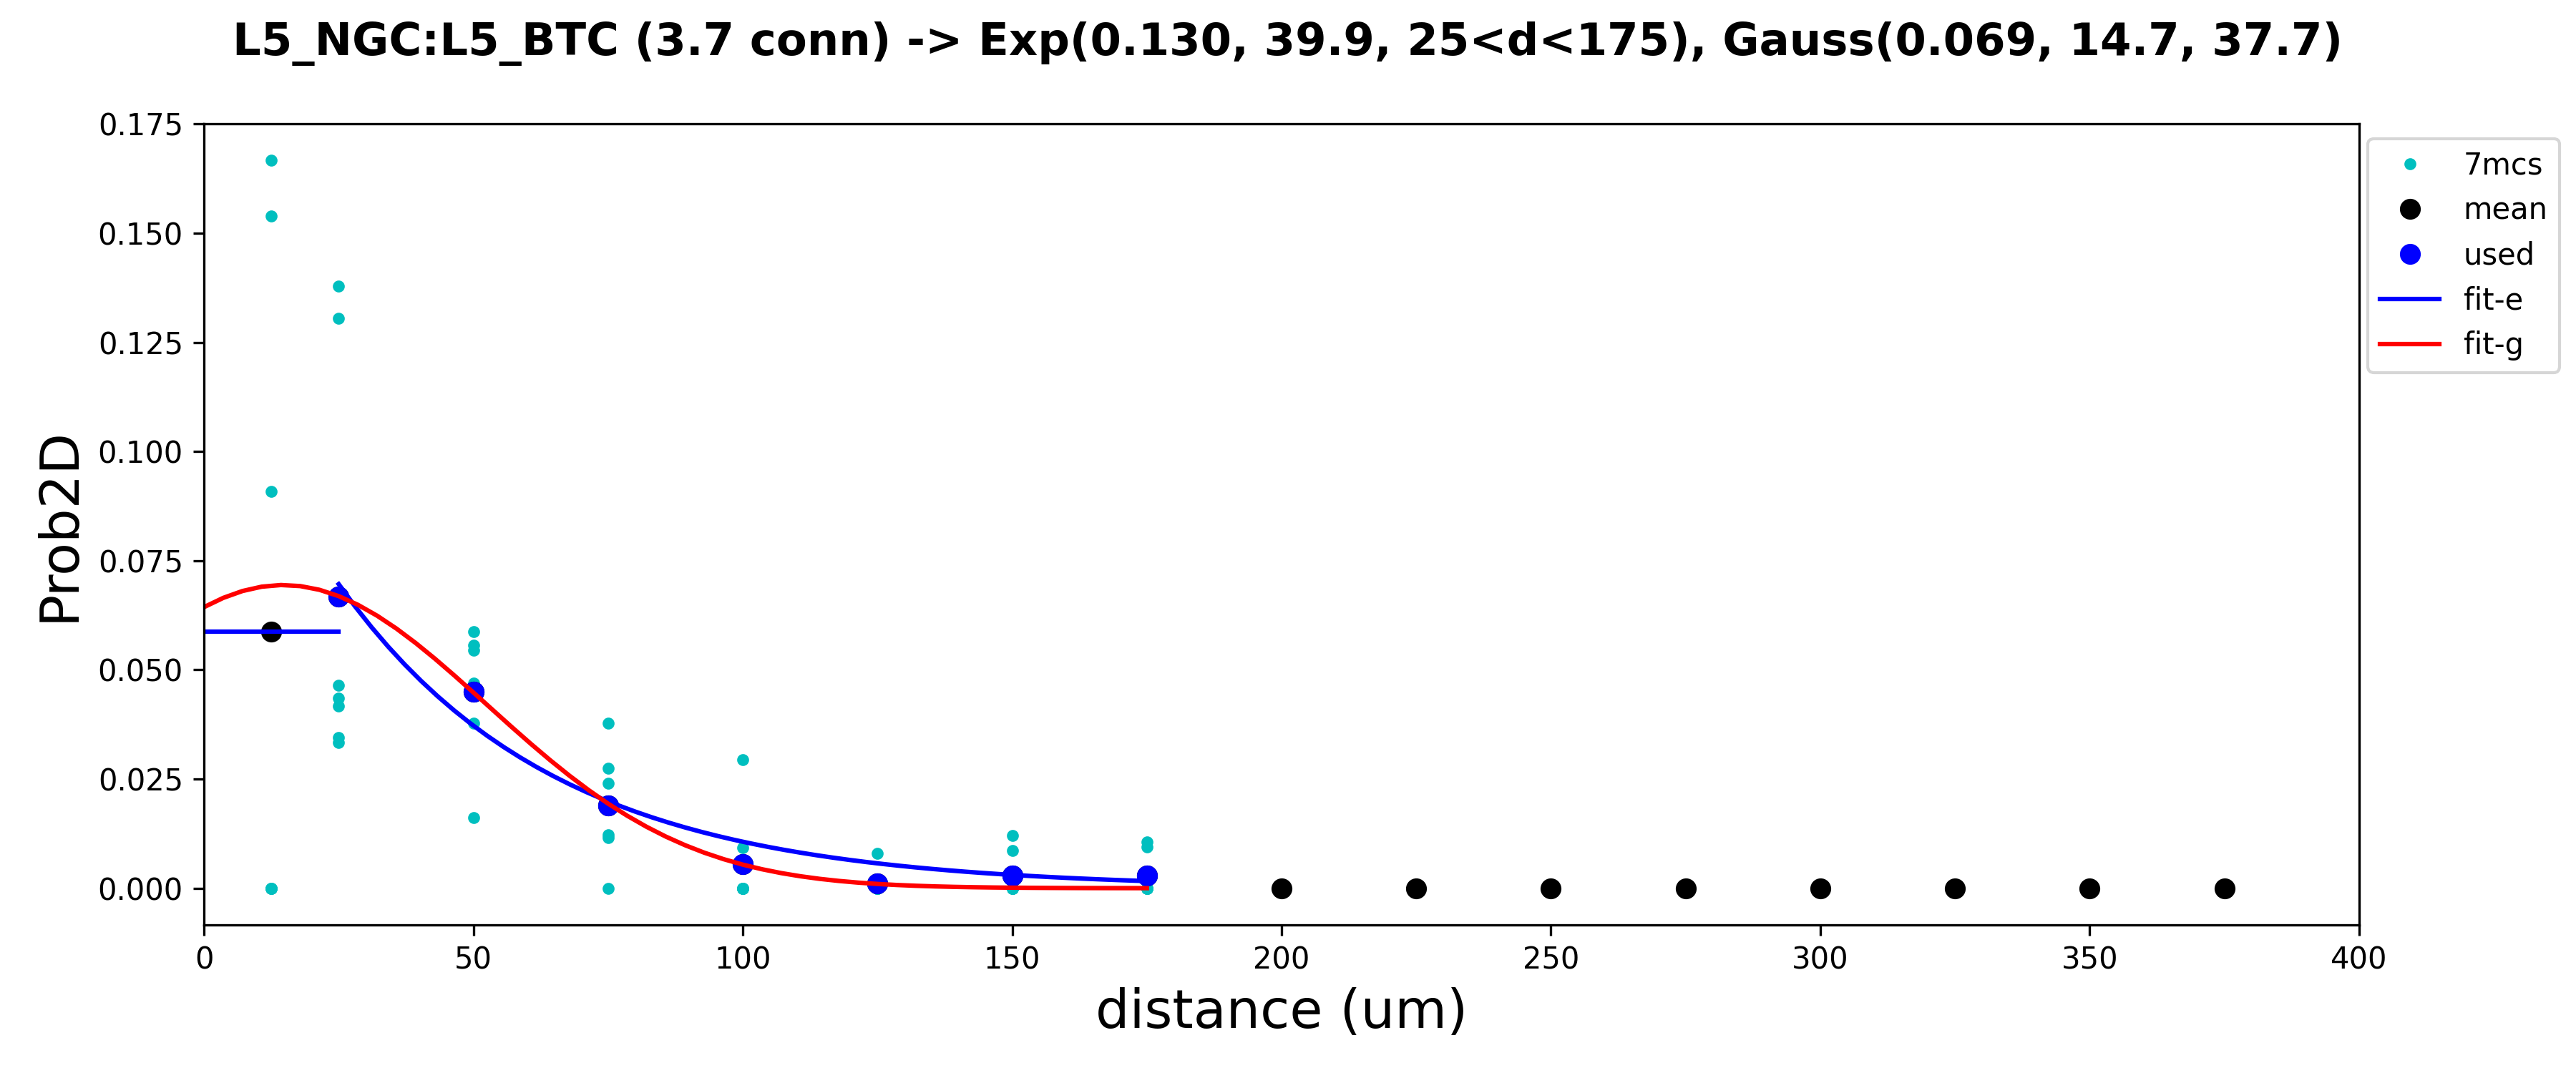 L5_NGC:L5_BTC (3.7 conn) -> Exp(0.130, 39.9, 25<d<175), Gauss(0.069, 14.7, 37.7)
0.175
0.150
0.125
0.100
0.075
0.050
0.025
0.000
Prob2D
0 50 100 150 200 250 300 350 400
distance (um)
7mcs
mean
used
fit-e
fit-g